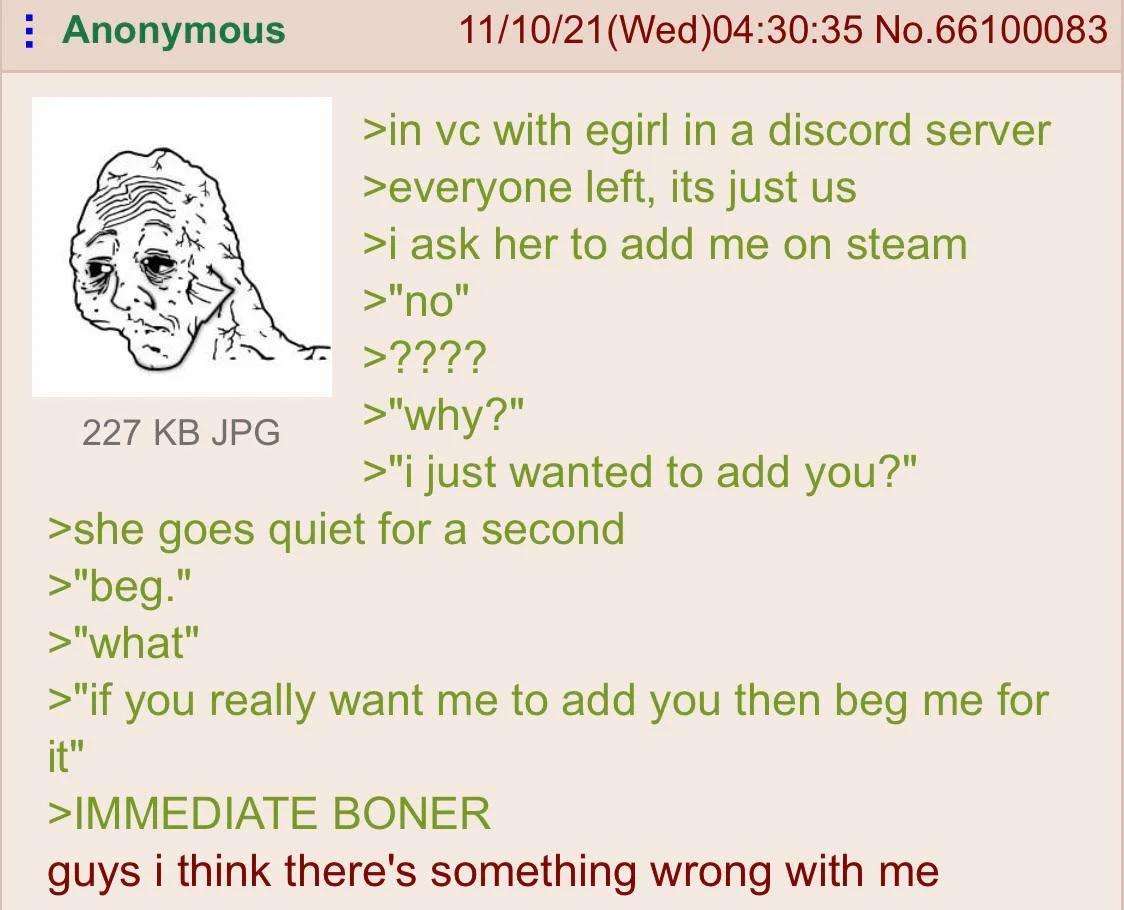 Anonymous 11/10/21(Wed)04:30:35 No.66100083
>in vc with egirl in a discord server
>everyone left, its just us
>i ask her to add me on steam
>"no"
>????
>"why?"
>"i just wanted to add you?"
227 KB JPG
>she goes quiet for a second
>"beg."
>"what"
>"if you really want me to add you then beg me for
it"
>IMMEDIATE BONER
guys i think there's something wrong with me